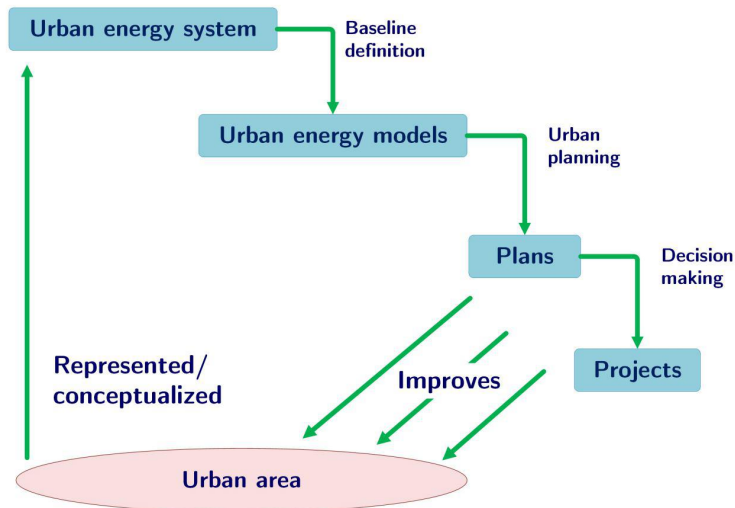 Urban energy system
Baseline
definition
Urban energy models
Urban
planning
Plans
Decision
making
Represented/
conceptualized
Improves
Projects
Urban area